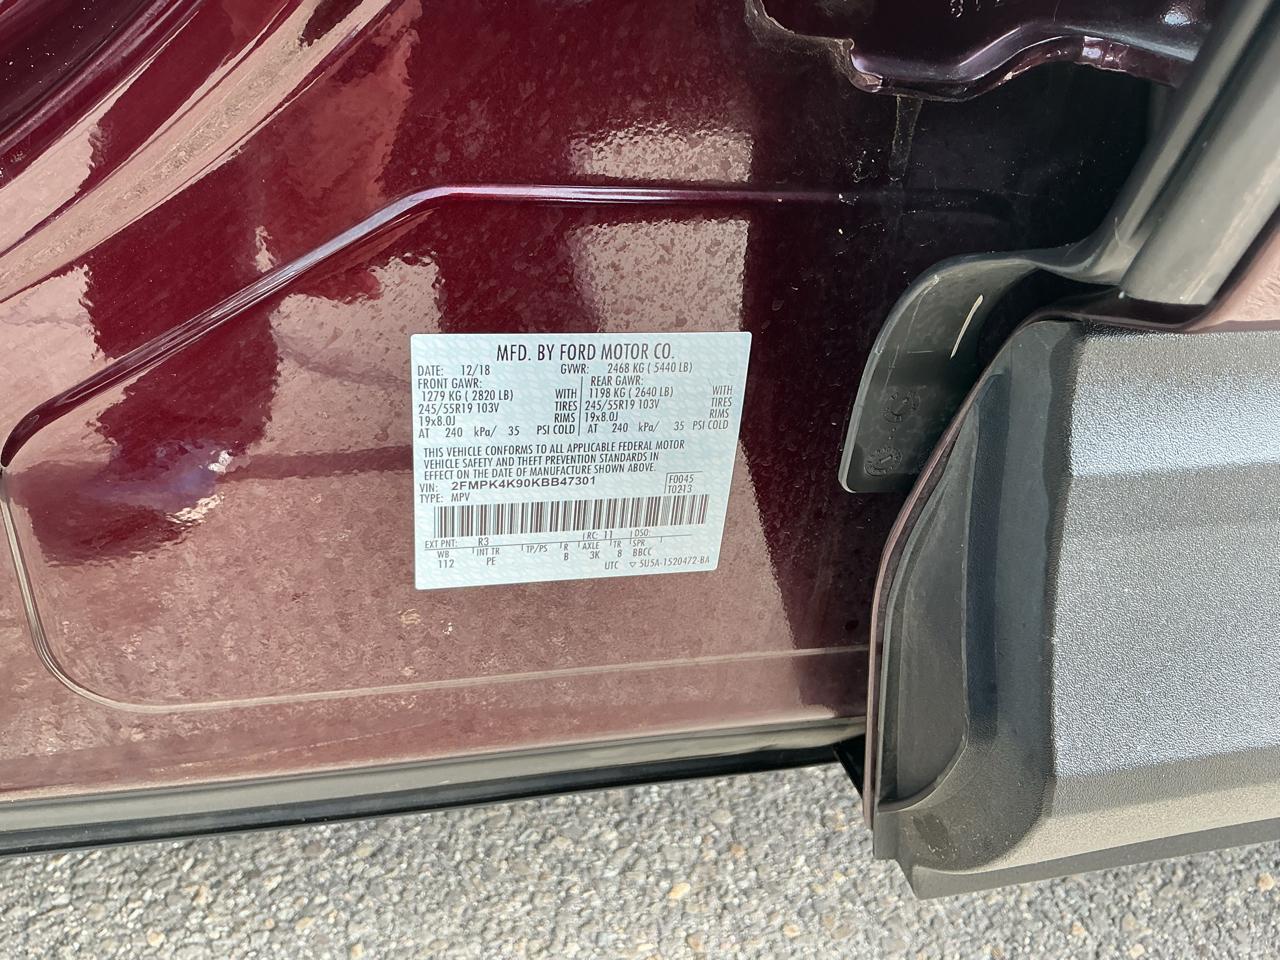 MFD. BY FORD MOTOR CO.
DATE: 12/18 GVWR: 2468 KG ( 5440 LB)
FRONT GAWR: REAR GAWR:
1279 KG ( 2820 LB) WITH 1198 KG ( 2640 LB) WITH
245/55R19 103V TIRES 245/55R19 103V TIRES
19x8.0J RIMS 19x8.0J RIMS
AT 240 kPa/ 35 PSI COLD AT 240 kPa/ 35 PSI COLD
THIS VEHICLE CONFORMS TO ALL APPLICABLE FEDERAL MOTOR
VEHICLE SAFETY AND THEFT PREVENTION STANDARDS IN
EFFECT ON THE DATE OF MANUFACTURE SHOWN ABOVE.
VIN: 2FMPK4K90KBB47301 F0045
TYPE: MPV T0213
EXT PNT: R3 RC: 11 DSO:
WB INT TR TP/PS R AXLE TR SPR
112 PE B 3K 8 BBCC
UTC ▽ 5U5A-1520472-BA